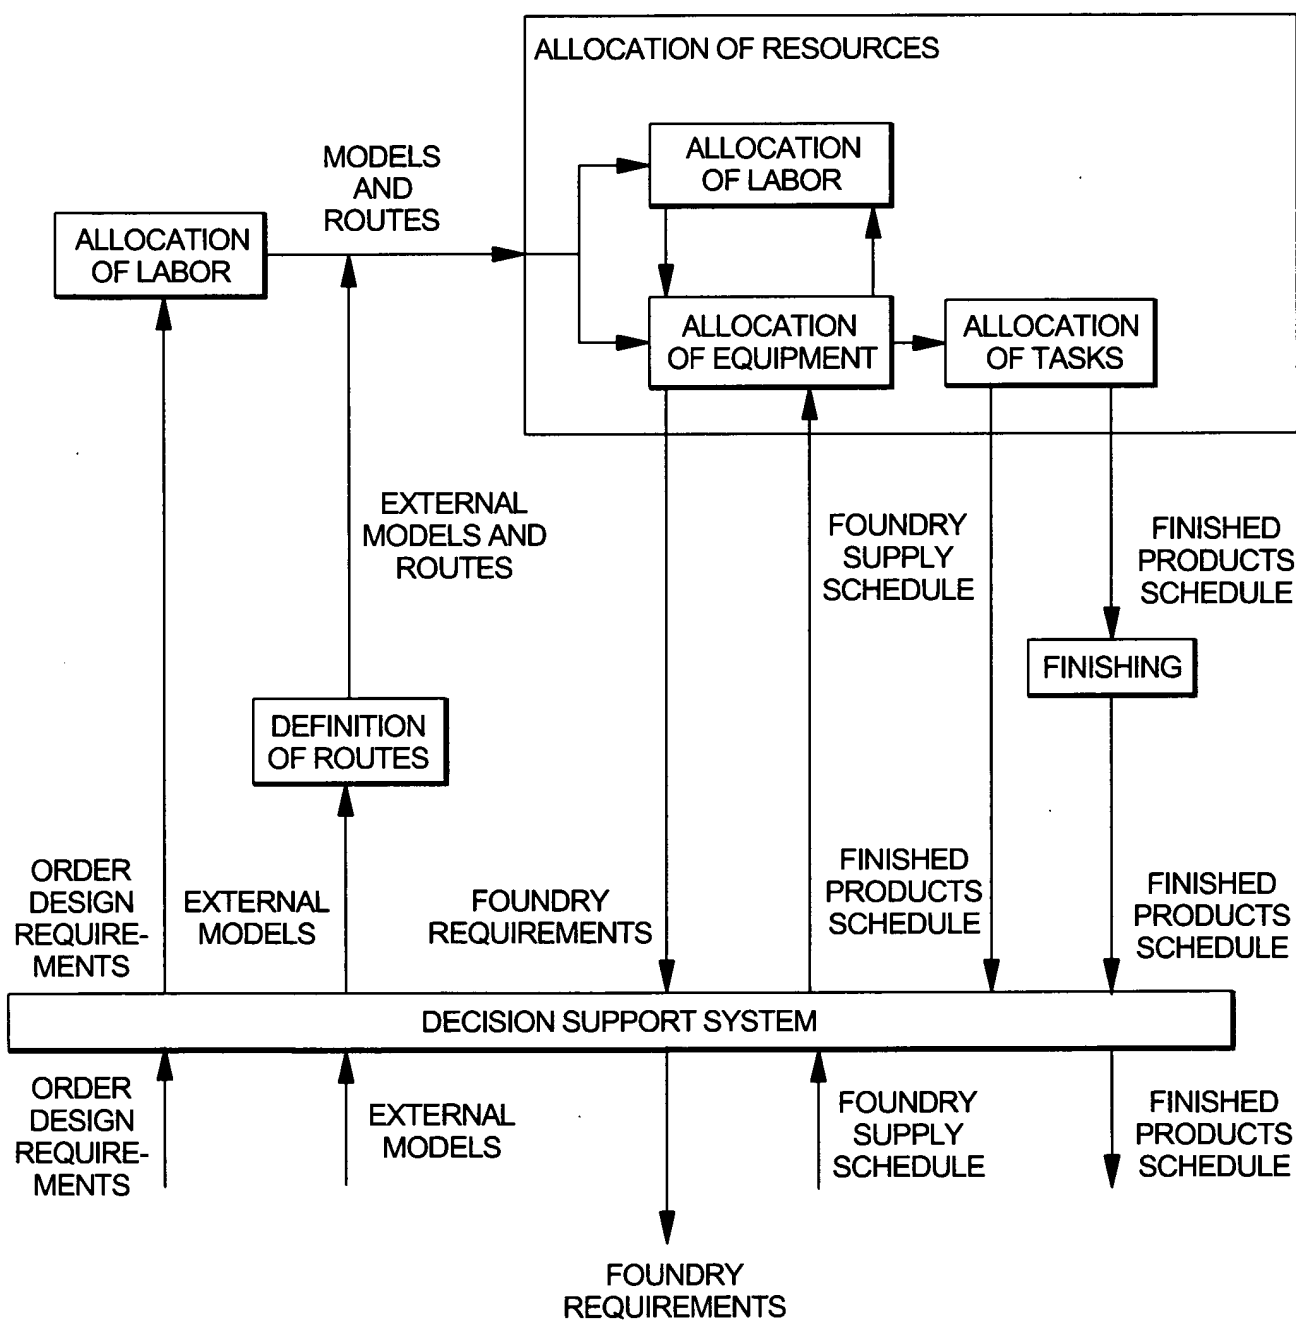 ALLOCATION OF RESOURCES
ALLOCATION
OF LABOR
MODELS
AND
ROUTES
ALLOCATION
OF LABOR
ALLOCATION
OF EQUIPMENT
ALLOCATION
OF TASKS
EXTERNAL
MODELS AND
ROUTES
FOUNDRY
SUPPLY
SCHEDULE
FINISHED
PRODUCTS
SCHEDULE
FINISHING
DEFINITION
OF ROUTES
ORDER
DESIGN
REQUIRE-
MENTS
EXTERNAL
MODELS
FOUNDRY
REQUIREMENTS
FINISHED
PRODUCTS
SCHEDULE
FINISHED
PRODUCTS
SCHEDULE
DECISION SUPPORT SYSTEM
ORDER
DESIGN
REQUIRE-
MENTS
EXTERNAL
MODELS
FOUNDRY
SUPPLY
SCHEDULE
FINISHED
PRODUCTS
SCHEDULE
FOUNDRY
REQUIREMENTS